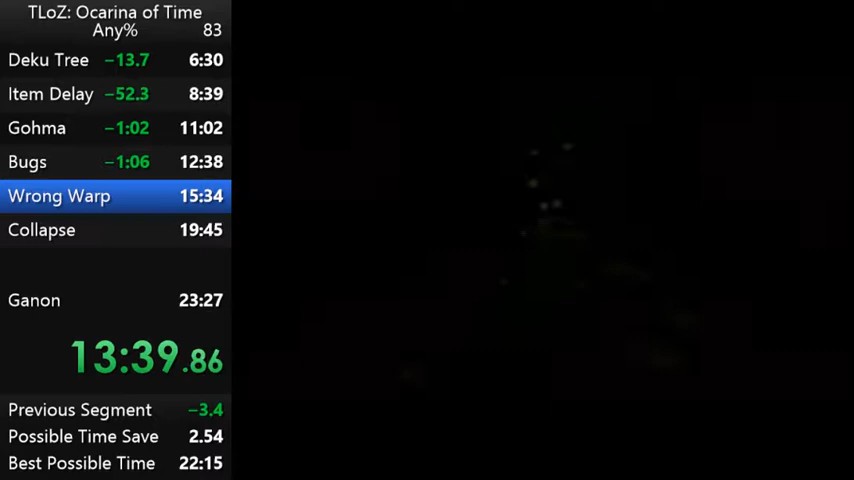 TLoZ: Ocarina of Time
Any% 83
Deku Tree −13.7 6:30
Item Delay −52.3 8:39
Gohma −1:02 11:02
Bugs −1:06 12:38
Wrong Warp 15:34
Collapse 19:45
Ganon 23:27
13:39.86
Previous Segment −3.4
Possible Time Save 2.54
Best Possible Time 22:15